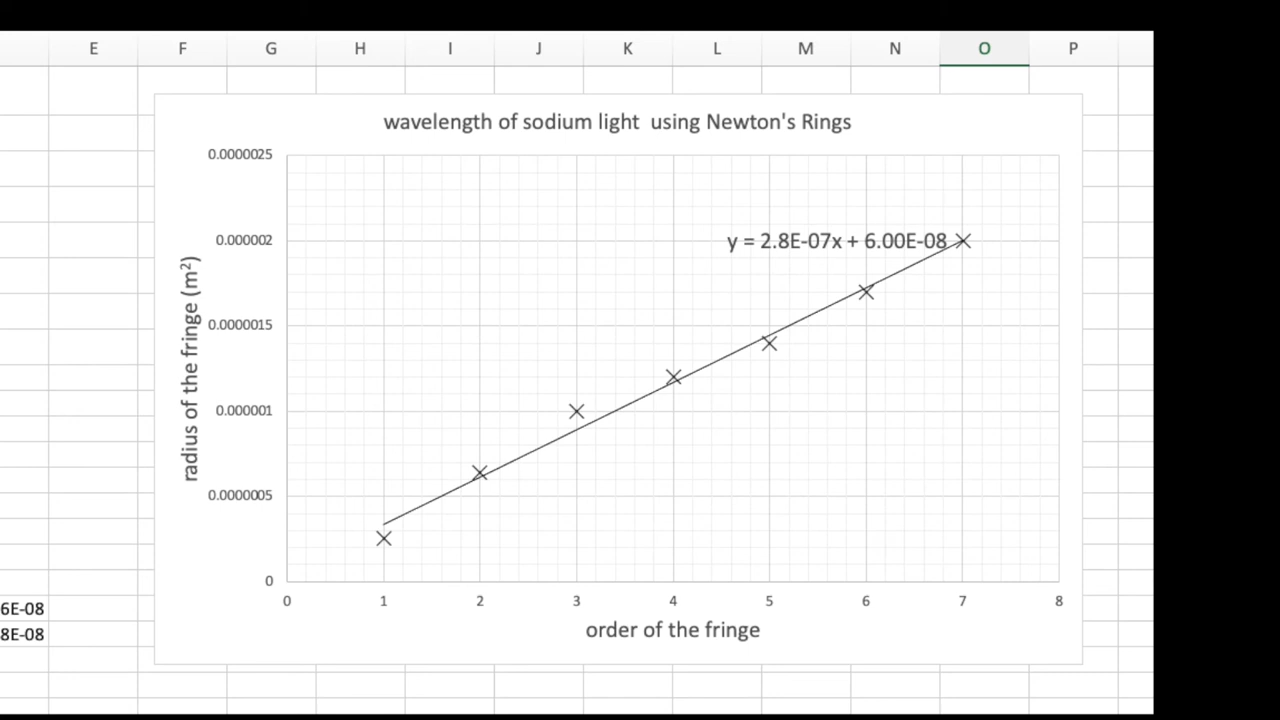 E F G H I J K L M N O P
wavelength of sodium light  using Newton's Rings
0.0000025
0.000002
0.0000015
0.000001
0.0000005
0
radius of the fringe (m²)
y = 2.8E-07x + 6.00E-08
0 1 2 3 4 5 6 7 8
order of the fringe
6E-08
8E-08